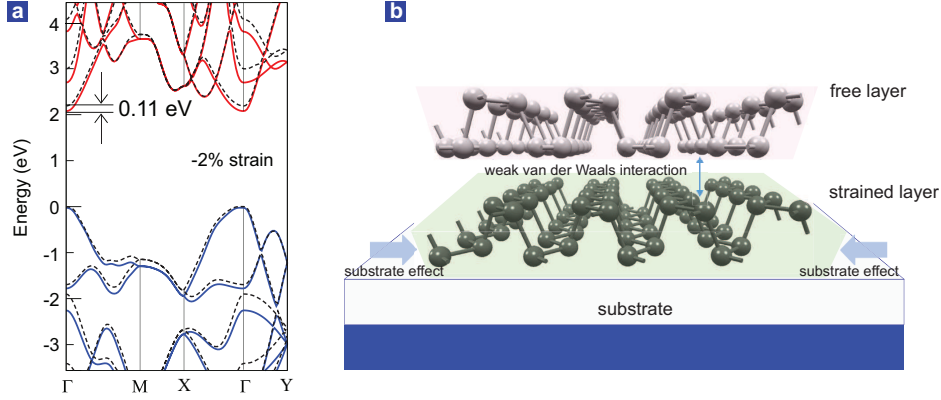 a
4
3
2
1
0
-1
-2
-3
Energy (eV)
0.11 eV
-2% strain
Γ M X Γ Y
b
free layer
weak van der Waals interaction
strained layer
substrate effect
substrate effect
substrate